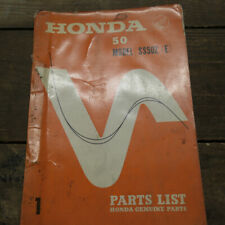 HONDA
50
MODEL SS50Z E
PARTS LIST
HONDA GENUINE PARTS
1